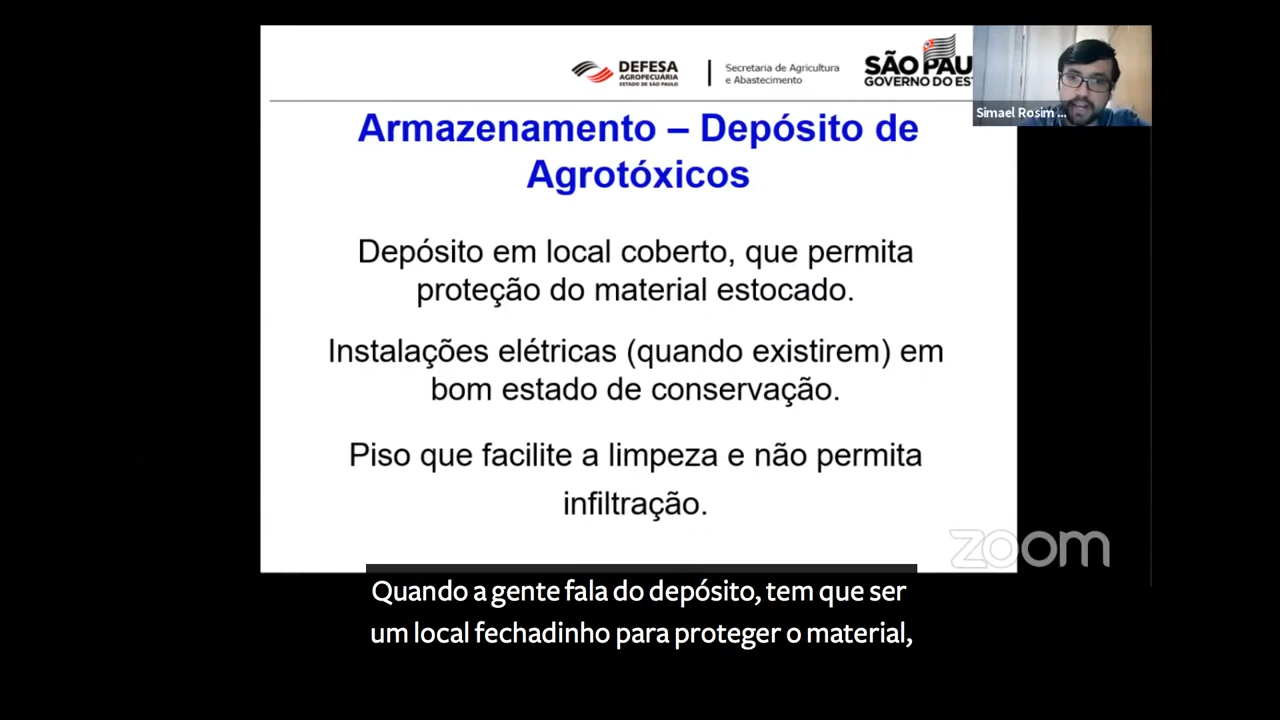 DEFESA
AGROPECUÁRIA
ESTADO DE SÃO PAULO
Secretaria de Agricultura
e Abastecimento
SÃO PAU
GOVERNO DO ES
Simael Rosim ...
Armazenamento – Depósito de
Agrotóxicos
Depósito em local coberto, que permita
proteção do material estocado.
Instalações elétricas (quando existirem) em
bom estado de conservação.
Piso que facilite a limpeza e não permita
infiltração.
zoom
Quando a gente fala do depósito, tem que ser
um local fechadinho para proteger o material,